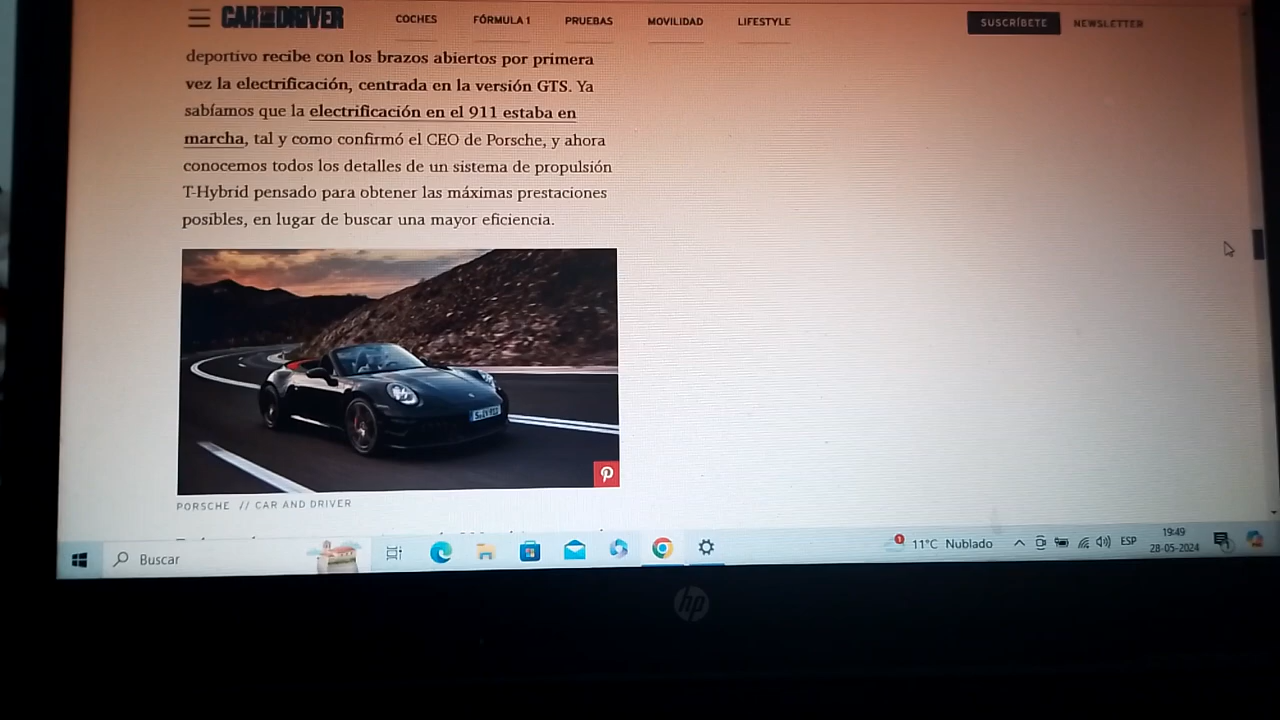 CAR AND DRIVER COCHES FÓRMULA 1 PRUEBAS MOVILIDAD LIFESTYLE SUSCRÍBETE NEWSLETTER
deportivo recibe con los brazos abiertos por primera
vez la electrificación, centrada en la versión GTS. Ya
sabíamos que la electrificación en el 911 estaba en
marcha, tal y como confirmó el CEO de Porsche, y ahora
conocemos todos los detalles de un sistema de propulsión
T-Hybrid pensado para obtener las máximas prestaciones
posibles, en lugar de buscar una mayor eficiencia.
PORSCHE // CAR AND DRIVER
Buscar 11°C Nublado ESP 19:49
28-05-2024
hp